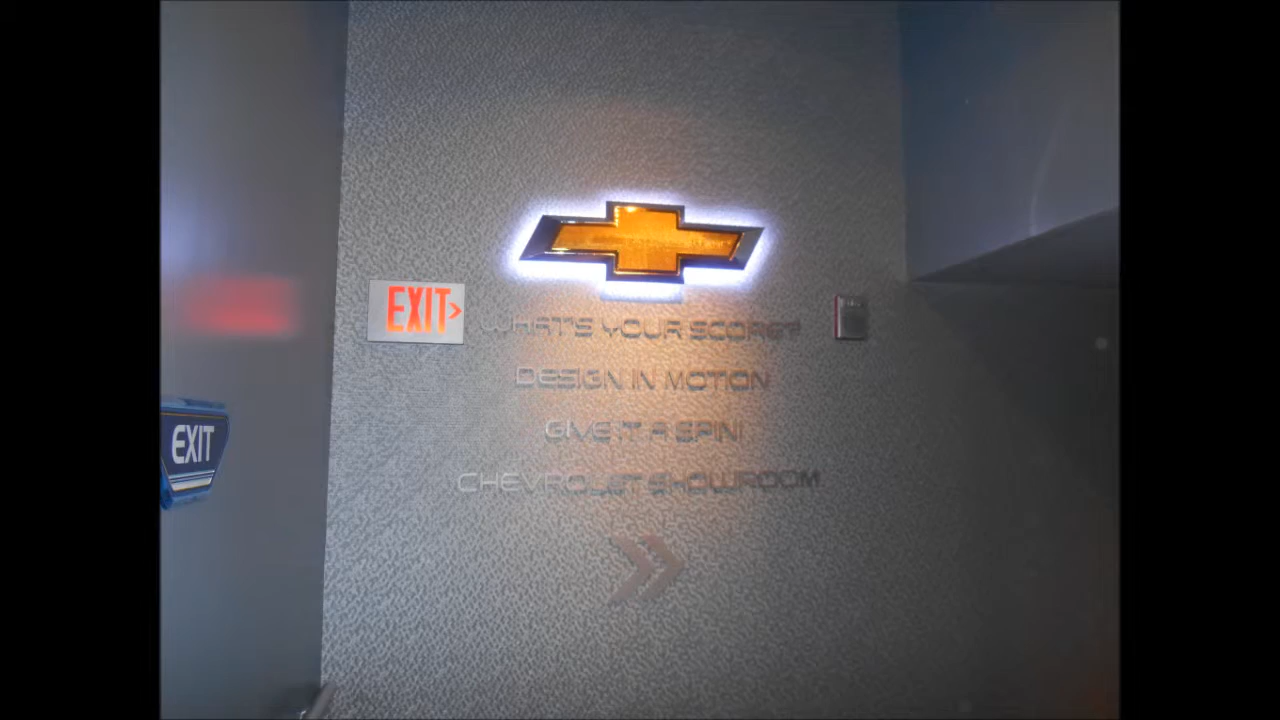 EXIT
WHAT'S YOUR SCORE?
DESIGN IN MOTION
GIVE IT A SPIN!
CHEVROLET SHOWROOM
EXIT